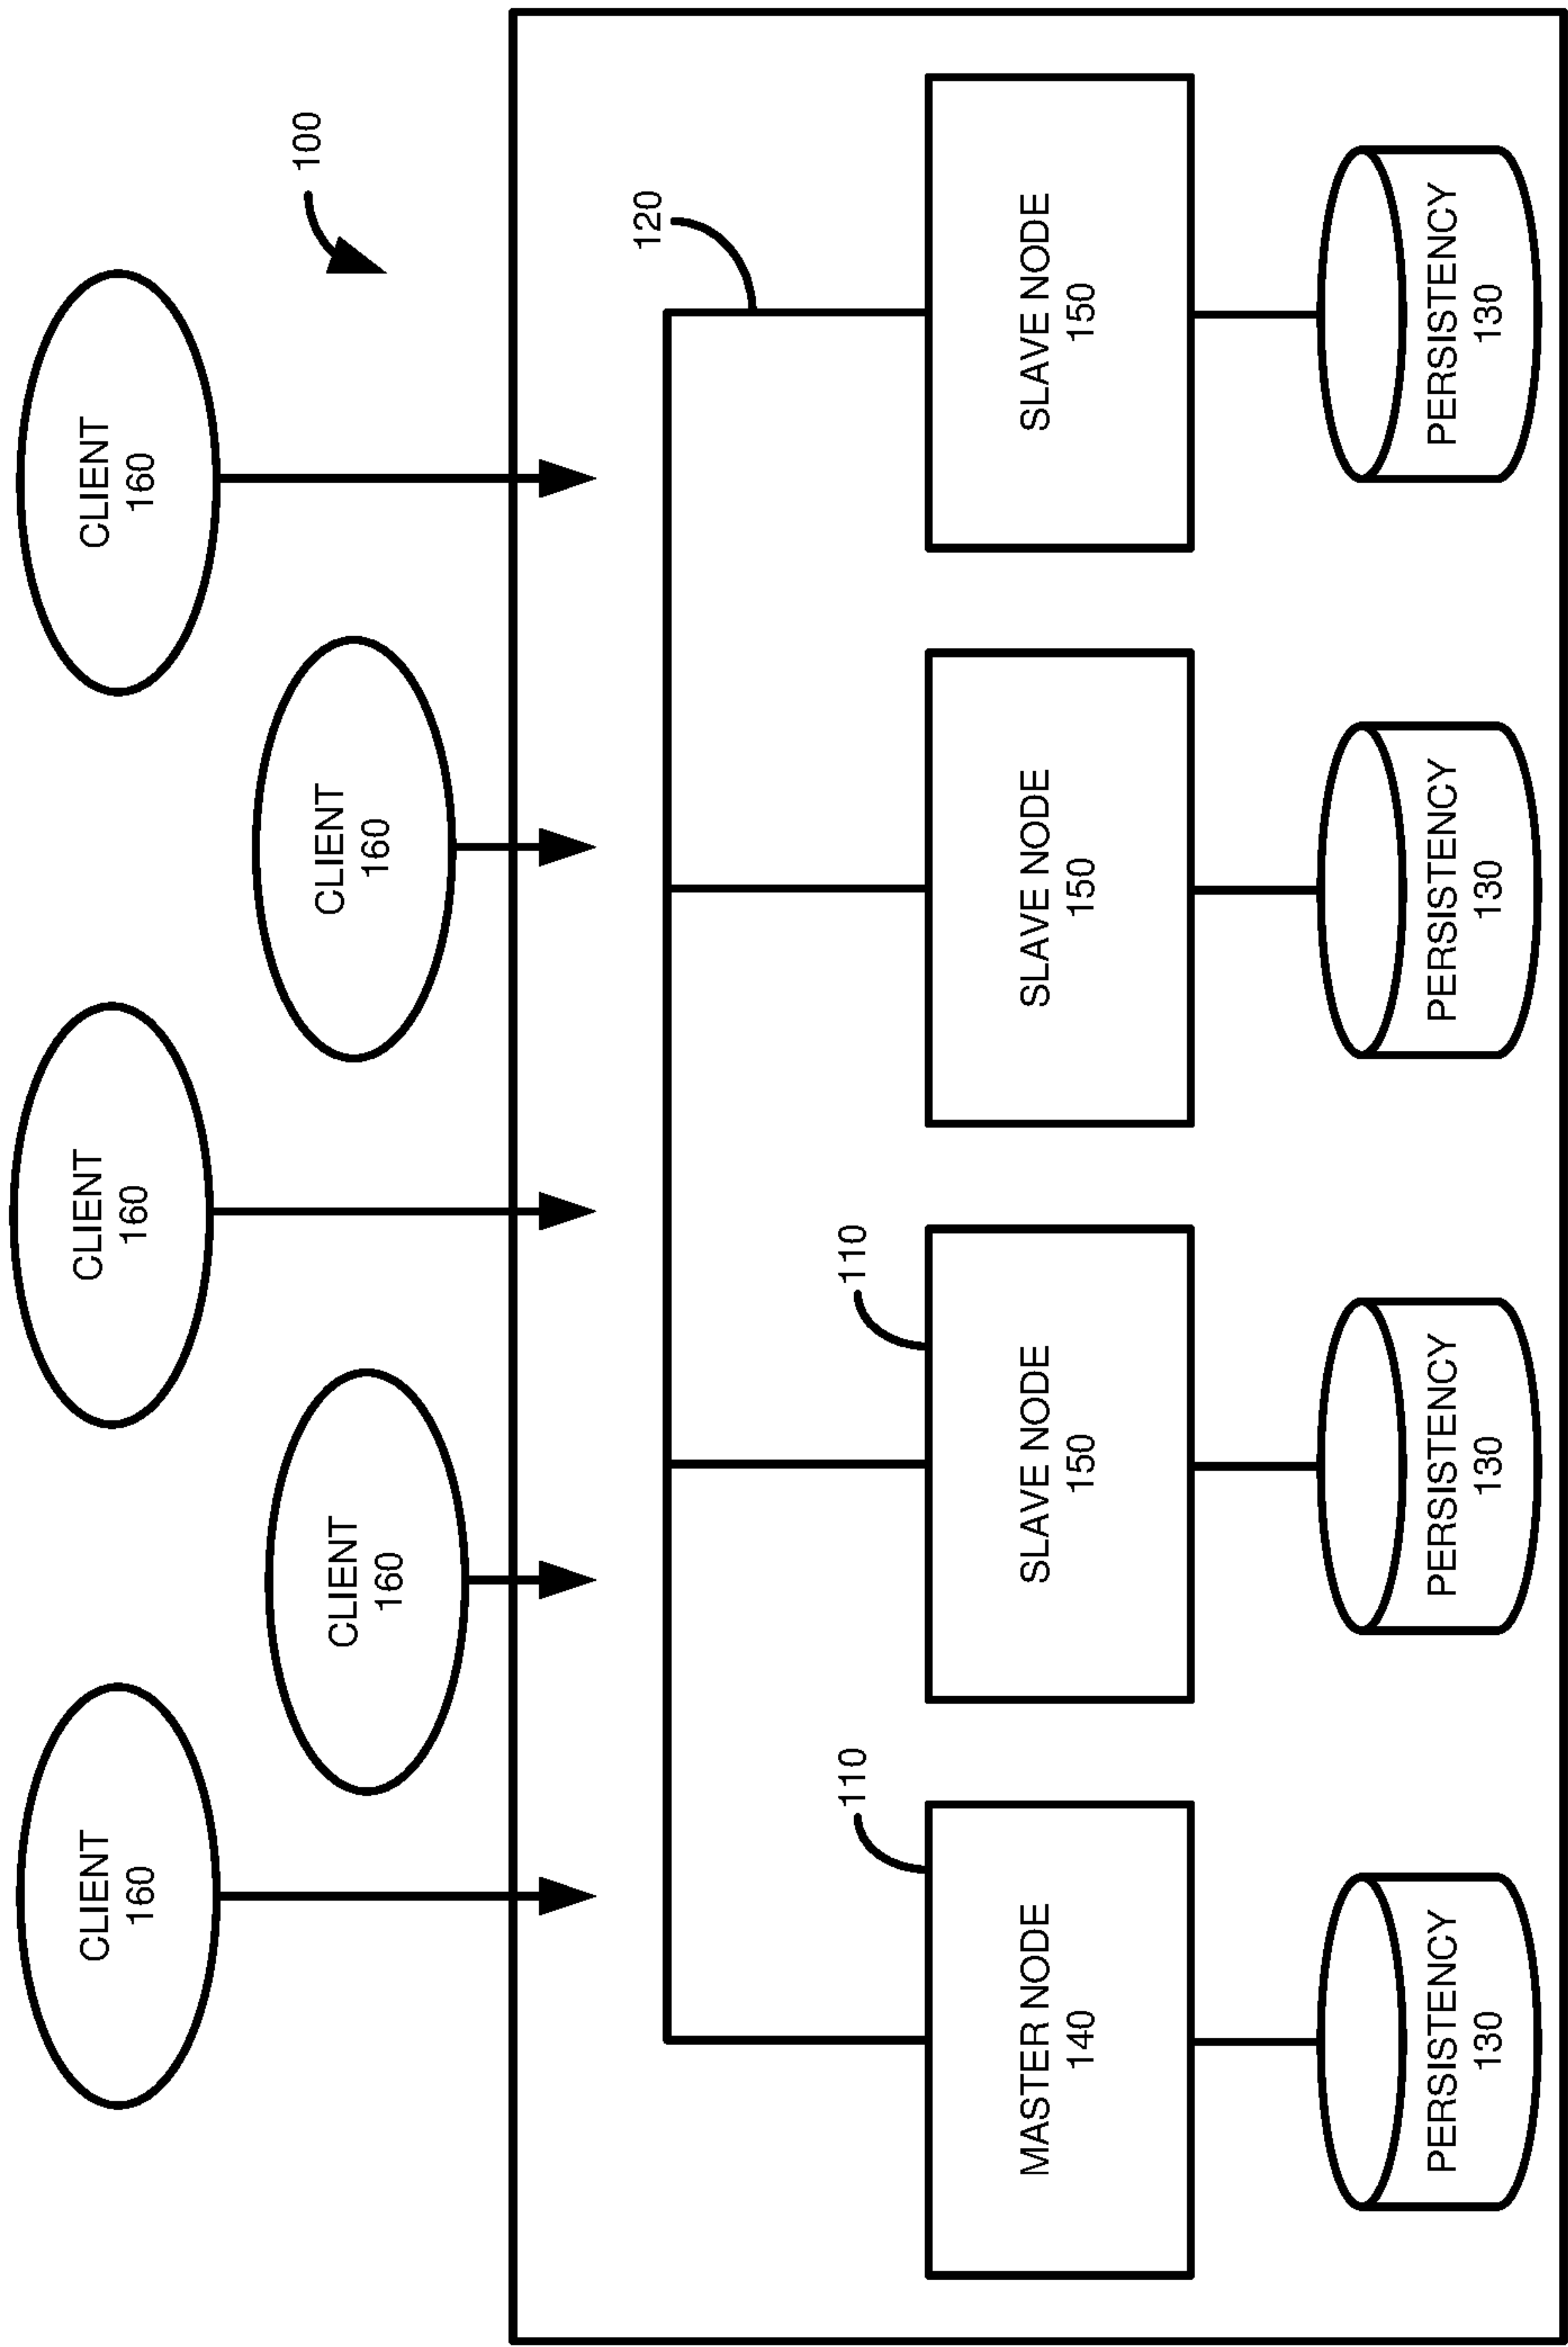 100
CLIENT
160
CLIENT
160
CLIENT
160
CLIENT
160
CLIENT
160
120
110
110
MASTER NODE
140
SLAVE NODE
150
SLAVE NODE
150
SLAVE NODE
150
PERSISTENCY
130
PERSISTENCY
130
PERSISTENCY
130
PERSISTENCY
130